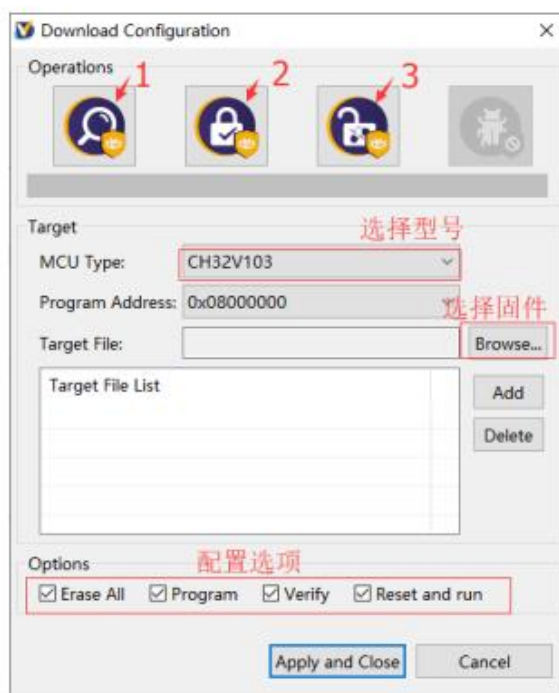 Download Configuration
Operations
1
2
3
Target
选择型号
MCU Type: CH32V103
Program Address: 0x08000000
选择固件
Target File: Browse...
Target File List
Add
Delete
配置选项
Options
Erase All Program Verify Reset and run
Apply and Close Cancel